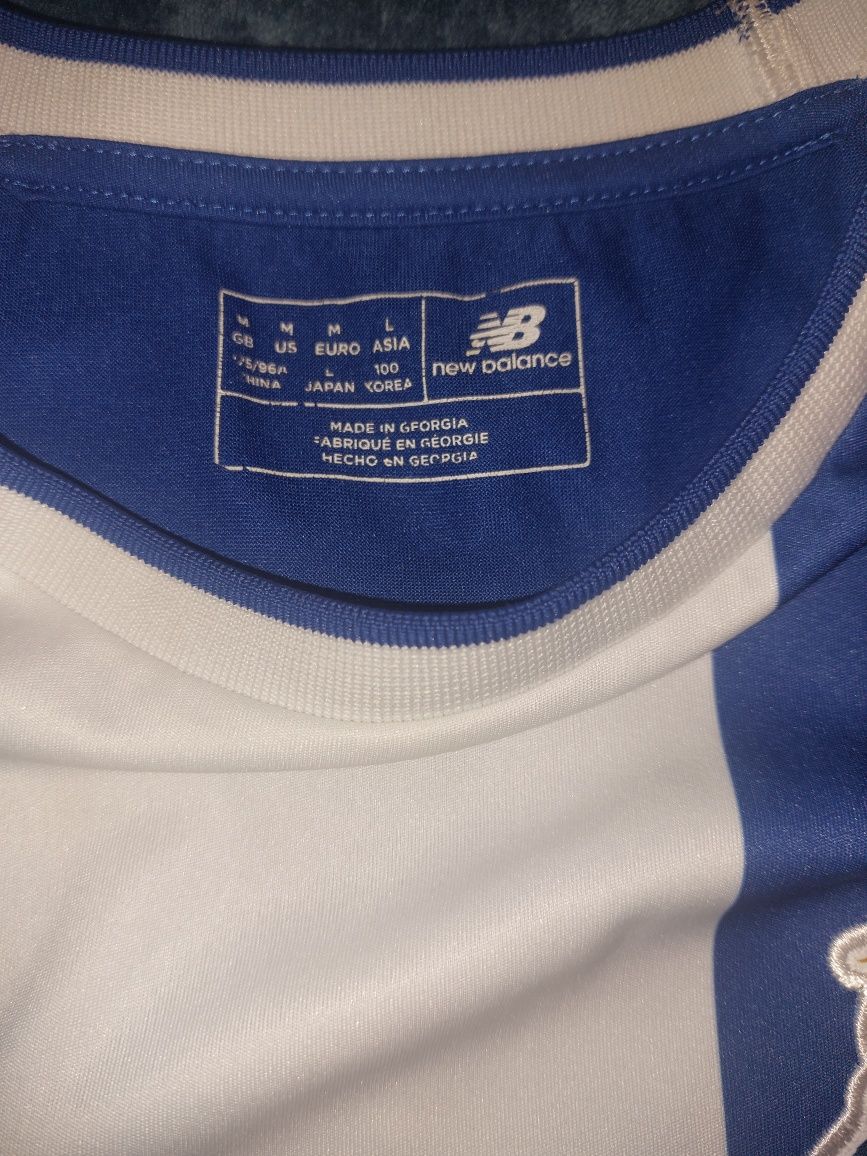 M M M L
GB US EURO ASIA
175/96A L 100
CHINA JAPAN KOREA
NB
new balance
MADE IN GEORGIA
FABRIQUÉ EN GÉORGIE
HECHO EN GEORGIA